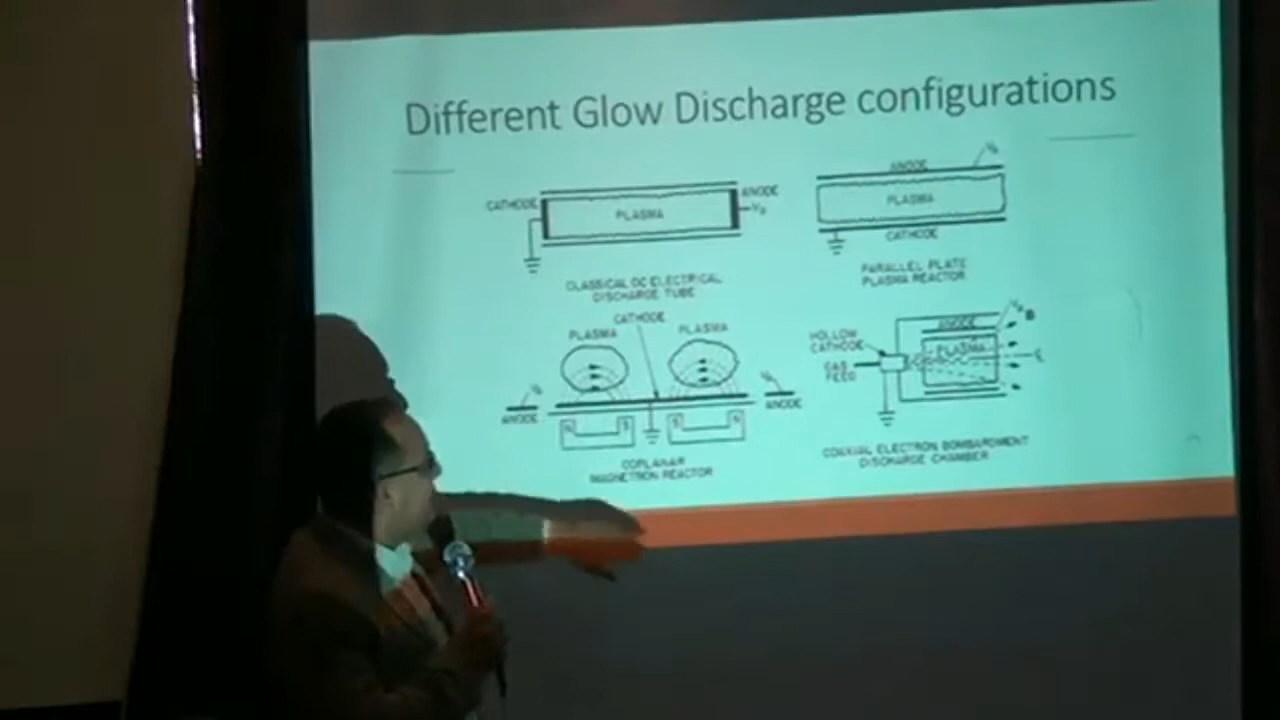 Different Glow Discharge configurations
CATHODE
PLASMA
ANODE
CLASSICAL DC ELECTRICAL
DISCHARGE TUBE
ANODE
PLASMA
CATHODE
PARALLEL PLATE
PLASMA REACTOR
CATHODE
PLASMA
PLASMA
ANODE
ANODE
N
S
S
N
COPLANAR
MAGNETRON REACTOR
HOLLOW
CATHODE
GAS
FEED
ANODE
PLASMA
B
COAXIAL ELECTRON BOMBARDMENT
DISCHARGE CHAMBER